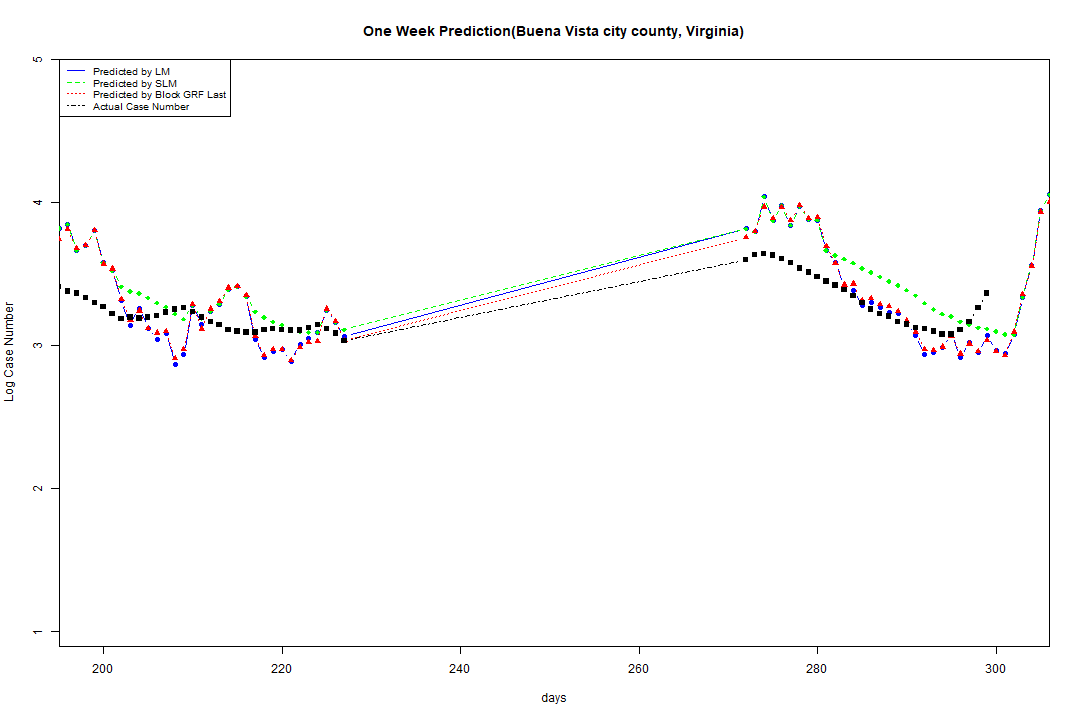 One Week Prediction(Buena Vista city county, Virginia)
Predicted by LM
Predicted by SLM
Predicted by Block GRF Last
Actual Case Number
5
4
3
2
1
Log Case Number
200 220 240 260 280 300
days